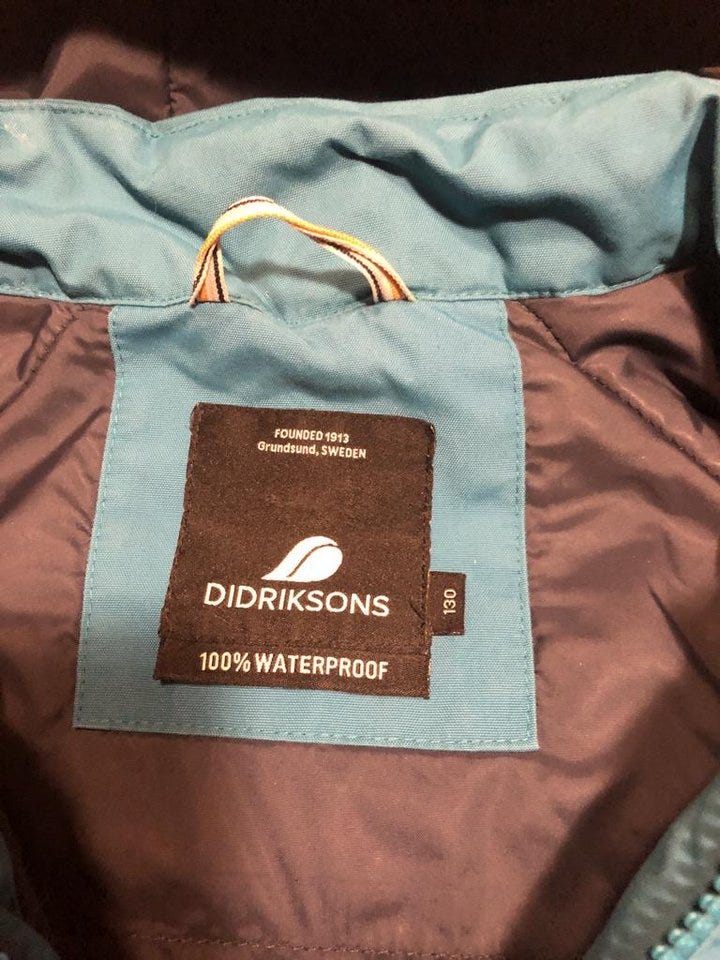 FOUNDED 1913
Grundsund, SWEDEN
DIDRIKSONS
130
100% WATERPROOF